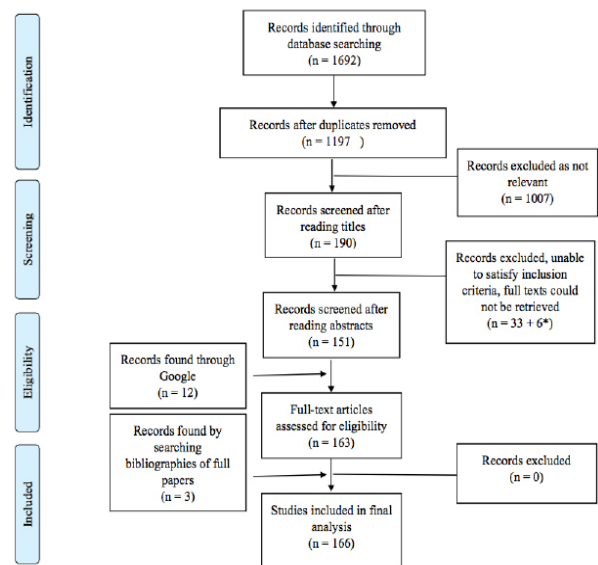 Identification
Records identified through
database searching
(n = 1692)
Records after duplicates removed
(n = 1197   )
Records excluded as not
relevant
(n = 1007)
Screening
Records screened after
reading titles
(n = 190)
Records excluded, unable
to satisfy inclusion
criteria, full texts could
not be retrieved
(n = 33 + 6*)
Records screened after
reading abstracts
(n = 151)
Eligibility
Records found through
Google
(n = 12)
Full-text articles
assessed for eligibility
(n = 163)
Records found by
searching
bibliographies of full
papers
(n = 3)
Records excluded
(n = 0)
Included
Studies included in final
analysis
(n = 166)